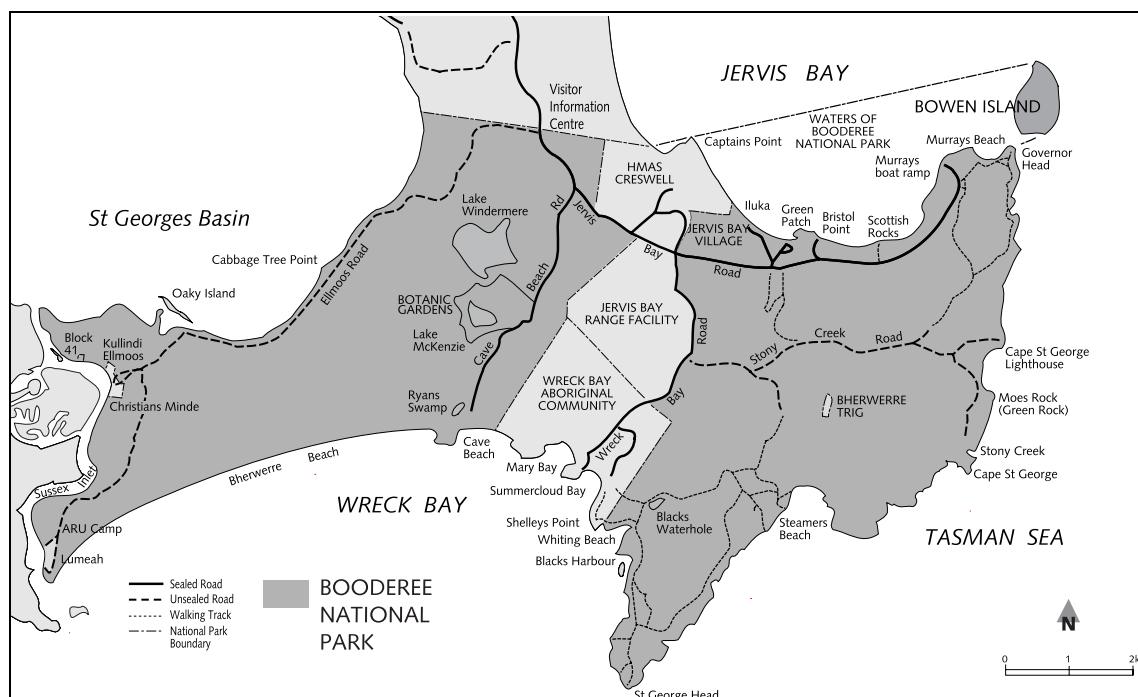 JERVIS BAY
BOWEN ISLAND
Visitor
Information
Centre
WATERS OF
BOODEREE
NATIONAL PARK
Captains Point
Murrays Beach
Governor
Head
Murrays
boat ramp
HMAS
CRESWELL
St Georges Basin
Lake
Windermere
Rd
Jervis
Bay
Road
Iluka
Green
Patch
Bristol
Point
Scottish
Rocks
JERVIS BAY
VILLAGE
Cabbage Tree Point
Ellmoos Road
Oaky Island
Beach
BOTANIC
GARDENS
JERVIS BAY
RANGE FACILITY
Block
41
Kullindi
Ellmoos
Lake
McKenzie
Cave
Road
Stony
Creek
Road
Cape St George
Lighthouse
Christians Minde
Ryans
Swamp
WRECK BAY
ABORIGINAL
COMMUNITY
Bay
BHERWERRE
TRIG
Moes Rock
(Green Rock)
Cave
Beach
Wreck
Stony Creek
Cape St George
Bherwerre
Beach
Mary Bay
Sussex
Inlet
WRECK BAY
Summercloud Bay
Shelleys Point
Whiting Beach
Blacks
Waterhole
Steamers
Beach
TASMAN SEA
ARU Camp
Lumeah
Blacks Harbour
Sealed Road
Unsealed Road
Walking Track
National Park
Boundary
BOODEREE
NATIONAL
PARK
N
0 1 2k
St George Head